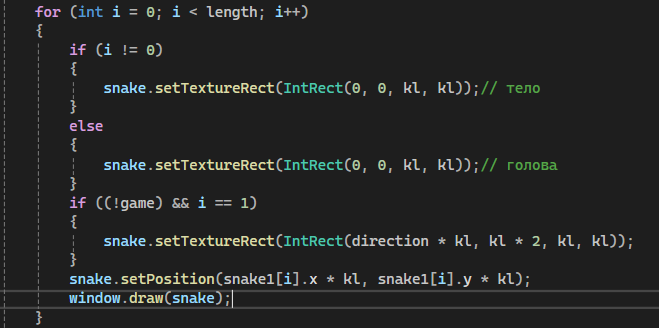 for (int i = 0; i < length; i++)
{
if (i != 0)
{
snake.setTextureRect(IntRect(0, 0, kl, kl));// тело
}
else
{
snake.setTextureRect(IntRect(0, 0, kl, kl));// голова
}
if ((!game) && i == 1)
{
snake.setTextureRect(IntRect(direction * kl, kl * 2, kl, kl));
}
snake.setPosition(snake1[i].x * kl, snake1[i].y * kl);
window.draw(snake);
}